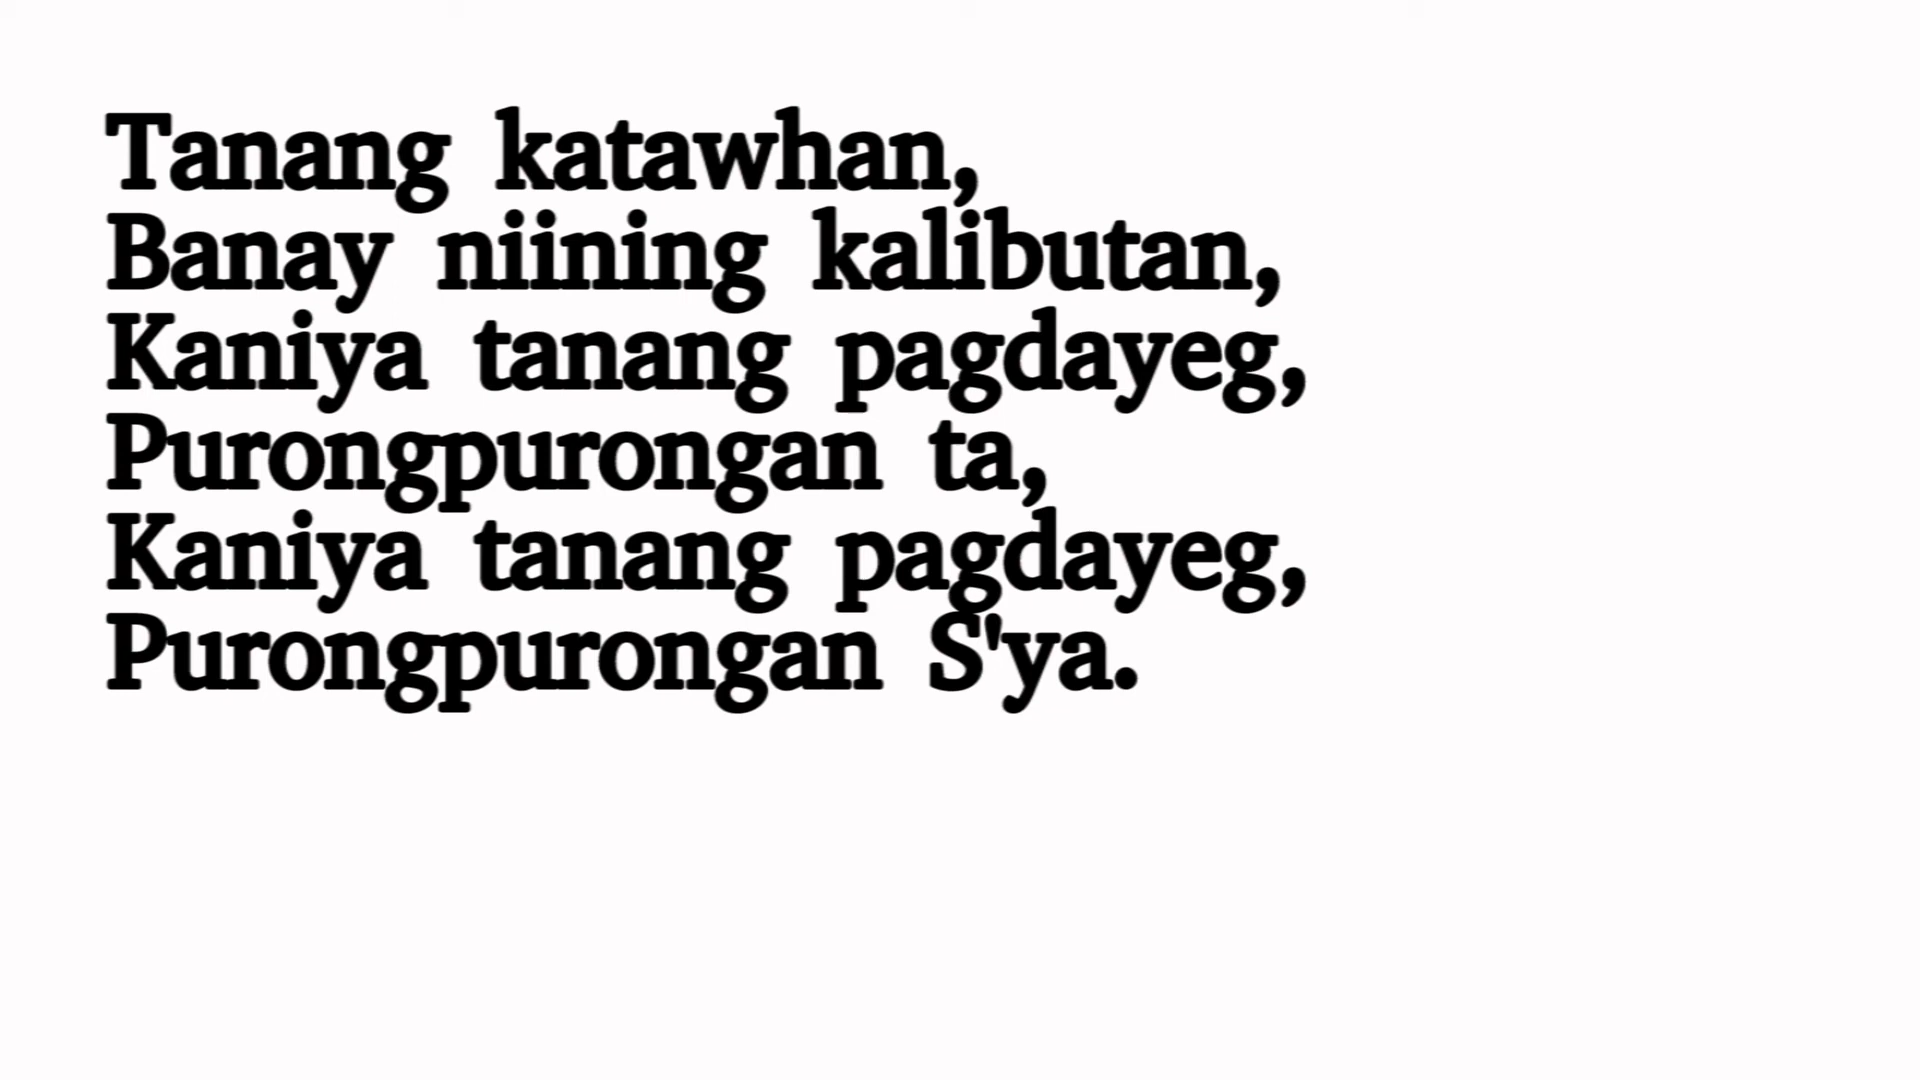 Tanang katawhan,
Banay niining kalibutan,
Kaniya tanang pagdayeg,
Purongpurongan ta,
Kaniya tanang pagdayeg,
Purongpurongan S'ya.